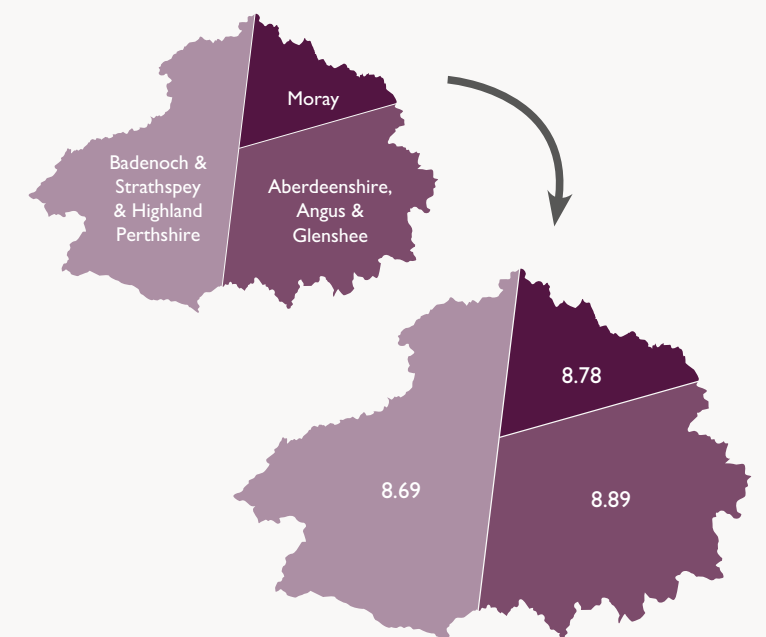 Moray
Badenoch &
Strathspey
& Highland
Perthshire
Aberdeenshire,
Angus &
Glenshee
8.78
8.69
8.89